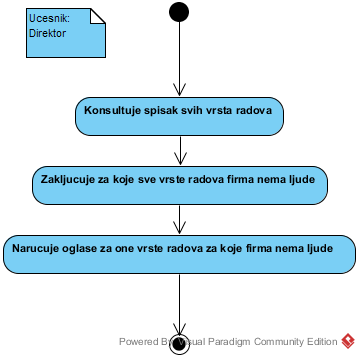 Ucesnik:
Direktor
Konsultuje spisak svih vrsta radova
Zakljucuje za koje sve vrste radova firma nema ljude
Narucuje oglase za one vrste radova za koje firma nema ljude
Powered By Visual Paradigm Community Edition